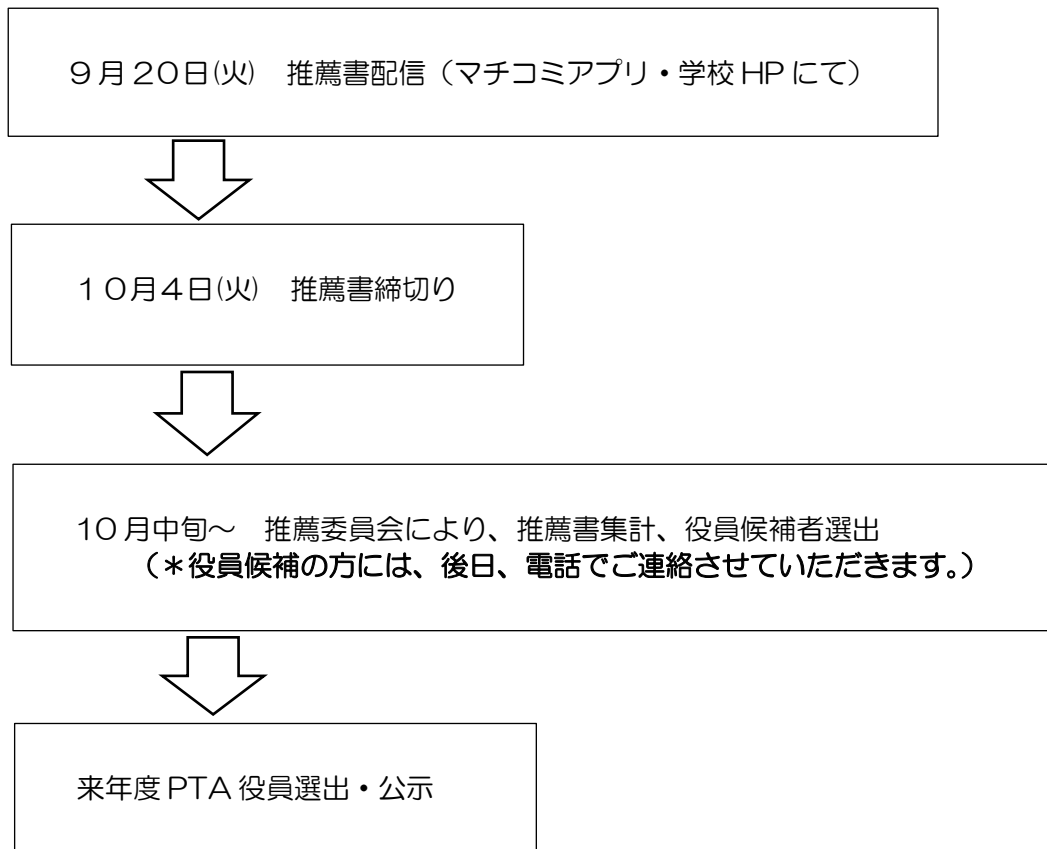 ９月２０日(火)　推薦書配信（マチコミアプリ・学校 HP にて）
１０月４日(火)　推薦書締切り
10 月中旬～　推薦委員会により、推薦書集計、役員候補者選出
（＊役員候補の方には、後日、電話でご連絡させていただきます。）
来年度 PTA 役員選出・公示